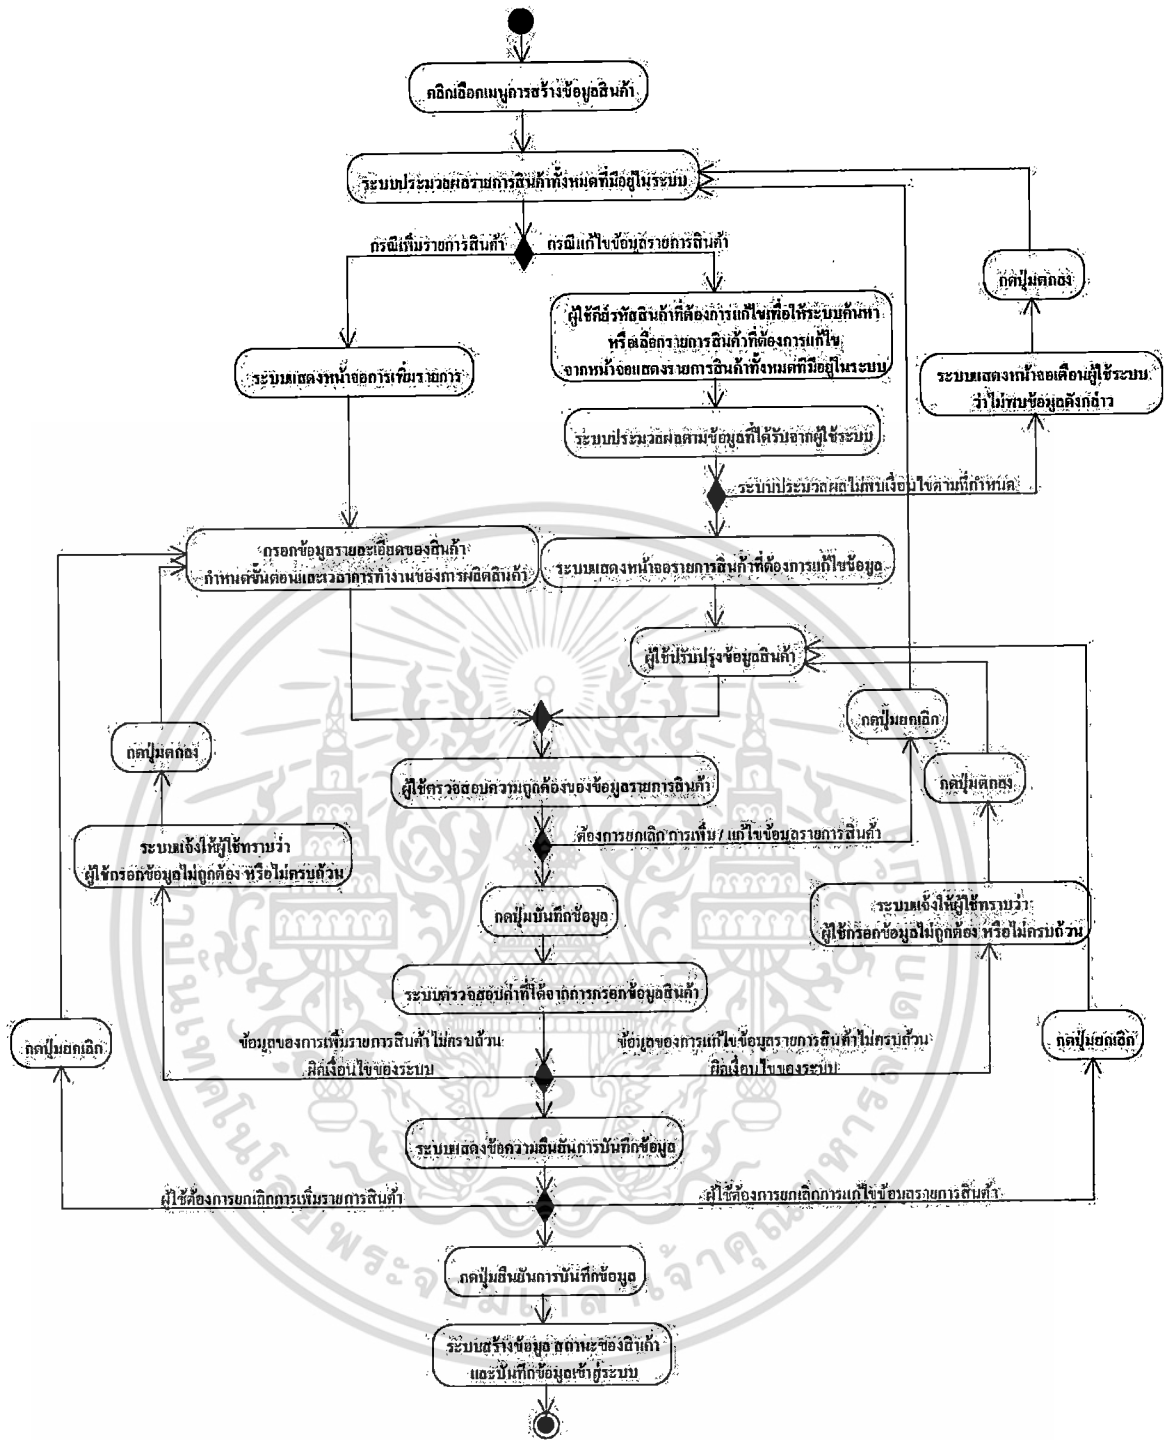 คลิกเลือกเมนูการสร้างข้อมูลสินค้า
ระบบประมวลผลรายการสินค้าทั้งหมดที่มีอยู่ในระบบ
กรณีเพิ่มรายการสินค้า
กรณีแก้ไขข้อมูลรายการสินค้า
กดปุ่มตกลง
ผู้ใช้คีย์รหัสสินค้าที่ต้องการแก้ไขเพื่อให้ระบบค้นหา
หรือเลือกรายการสินค้าที่ต้องการแก้ไข
จากหน้าจอแสดงรายการสินค้าทั้งหมดที่มีอยู่ในระบบ
ระบบแสดงหน้าจอการเพิ่มรายการ
ระบบแสดงหน้าจอเตือนผู้ใช้ระบบ
ว่าไม่พบข้อมูลดังกล่าว
ระบบประมวลผลตามข้อมูลที่ได้รับจากผู้ใช้ระบบ
ระบบประมวลผลไม่พบเงื่อนไขตามที่กำหนด
กรอกข้อมูลรายละเอียดของสินค้า
กำหนดขั้นตอนและเวลาการทำงานของการผลิตสินค้า
ระบบแสดงหน้าจอรายการสินค้าที่ต้องการแก้ไขข้อมูล
ผู้ใช้ปรับปรุงข้อมูลสินค้า
กดปุ่มยกเลิก
กดปุ่มตกลง
กดปุ่มตกลง
ผู้ใช้ตรวจสอบความถูกต้องของข้อมูลรายการสินค้า
ต้องการยกเลิก การเพิ่ม / แก้ไขข้อมูลรายการสินค้า
ระบบแจ้งให้ผู้ใช้ทราบว่า
ผู้ใช้กรอกข้อมูลไม่ถูกต้อง หรือไม่ครบถ้วน
กดปุ่มบันทึกข้อมูล
ระบบแจ้งให้ผู้ใช้ทราบว่า
ผู้ใช้กรอกข้อมูลไม่ถูกต้อง หรือไม่ครบถ้วน
ระบบตรวจสอบค่าที่ได้จากการกรอกข้อมูลสินค้า
กดปุ่มยกเลิก
ข้อมูลของการเพิ่มรายการสินค้าไม่ครบถ้วน
ผิดเงื่อนไขของระบบ
ข้อมูลของการแก้ไขข้อมูลรายการสินค้าไม่ครบถ้วน
ผิดเงื่อนไขของระบบ
กดปุ่มยกเลิก
ระบบแสดงข้อความยืนยันการบันทึกข้อมูล
ผู้ใช้ต้องการยกเลิกการเพิ่มรายการสินค้า
ผู้ใช้ต้องการยกเลิกการแก้ไขข้อมูลรายการสินค้า
กดปุ่มยืนยันการบันทึกข้อมูล
ระบบสร้างข้อมูล สถานะของสินค้า
และบันทึกข้อมูลเข้าสู่ระบบ
สถาบันเทคโนโลยีพระจอมเกล้าเจ้าคุณทหารลาดกระบัง